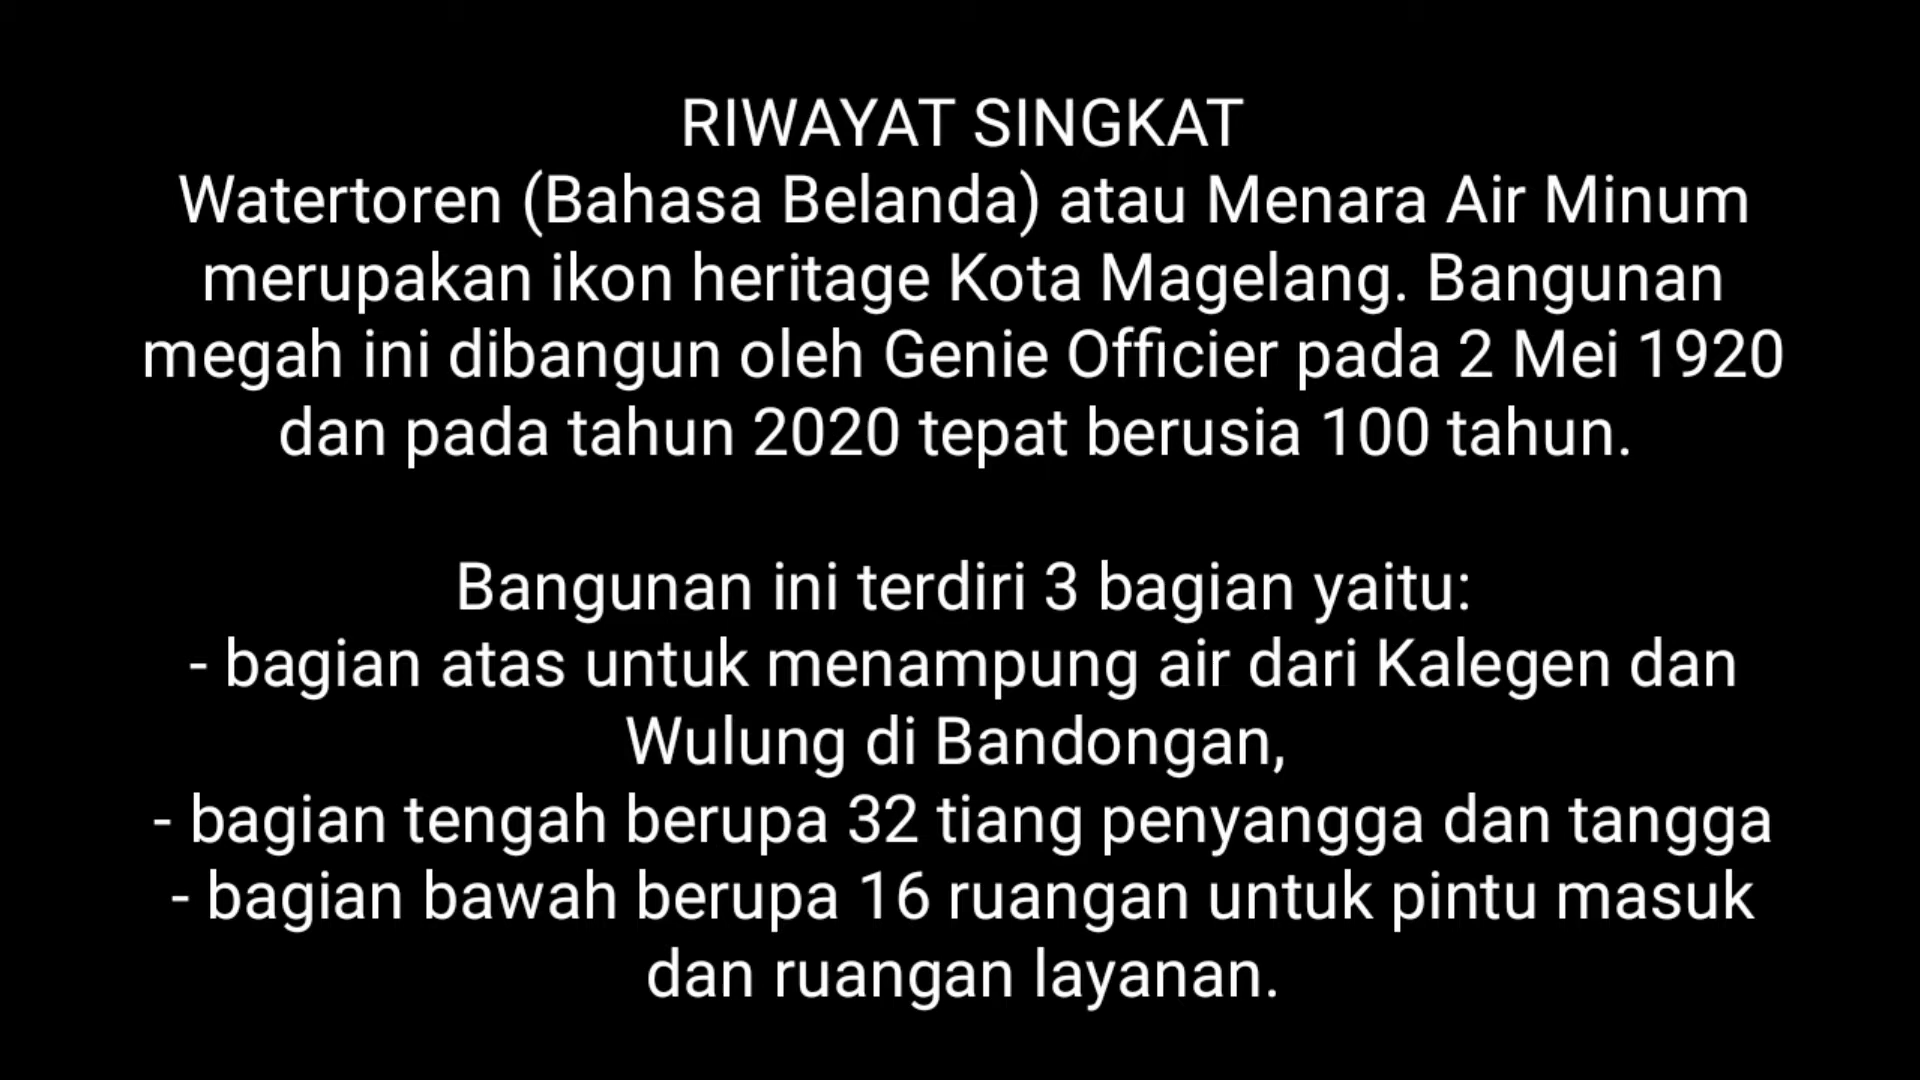 RIWAYAT SINGKAT
Watertoren (Bahasa Belanda) atau Menara Air Minum
merupakan ikon heritage Kota Magelang. Bangunan
megah ini dibangun oleh Genie Officier pada 2 Mei 1920
dan pada tahun 2020 tepat berusia 100 tahun.
Bangunan ini terdiri 3 bagian yaitu:
- bagian atas untuk menampung air dari Kalegen dan
Wulung di Bandongan,
- bagian tengah berupa 32 tiang penyangga dan tangga
- bagian bawah berupa 16 ruangan untuk pintu masuk
dan ruangan layanan.